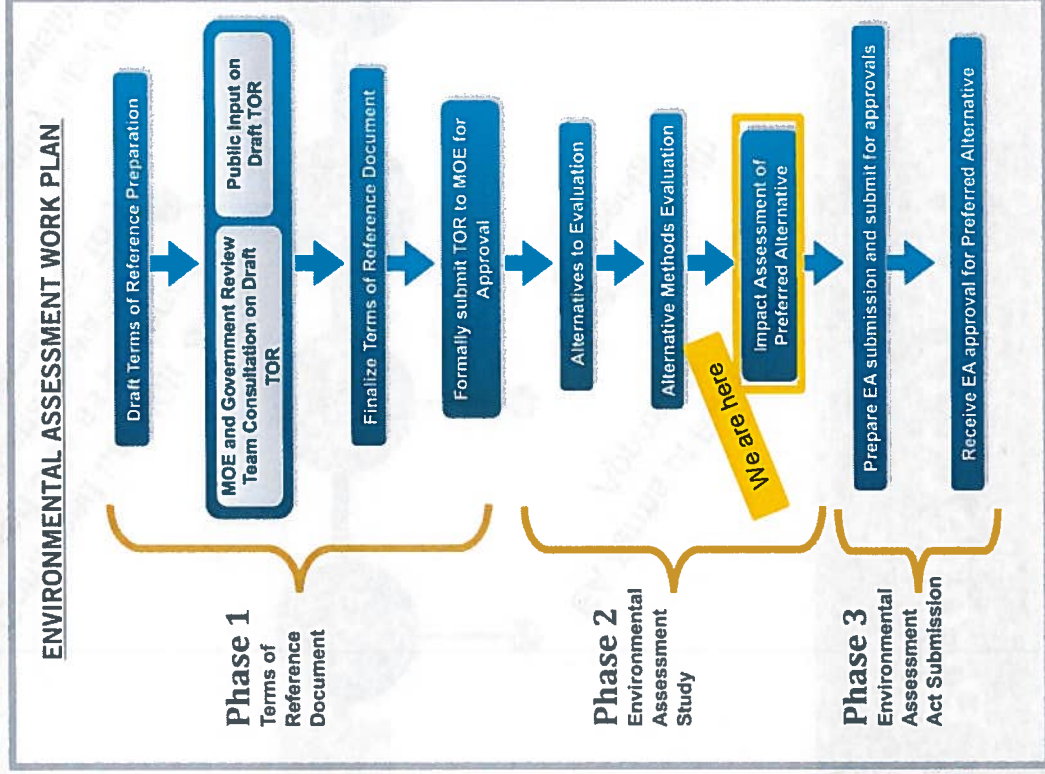 ENVIRONMENTAL ASSESSMENT WORK PLAN
Phase 1
Terms of
Reference
Document
Draft Terms of Reference Preparation
MOE and Government Review
Team Consultation on Draft
TOR
Public Input on
Draft TOR
Finalize Terms of Reference Document
Formally submit TOR to MOE for
Approval
Phase 2
Environmental
Assessment
Study
Alternatives to Evaluation
Alternative Methods Evaluation
We are here
Impact Assessment of
Preferred Alternative
Phase 3
Environmental
Assessment
Act Submission
Prepare EA submission and submit for approvals
Receive EA approval for Preferred Alternative